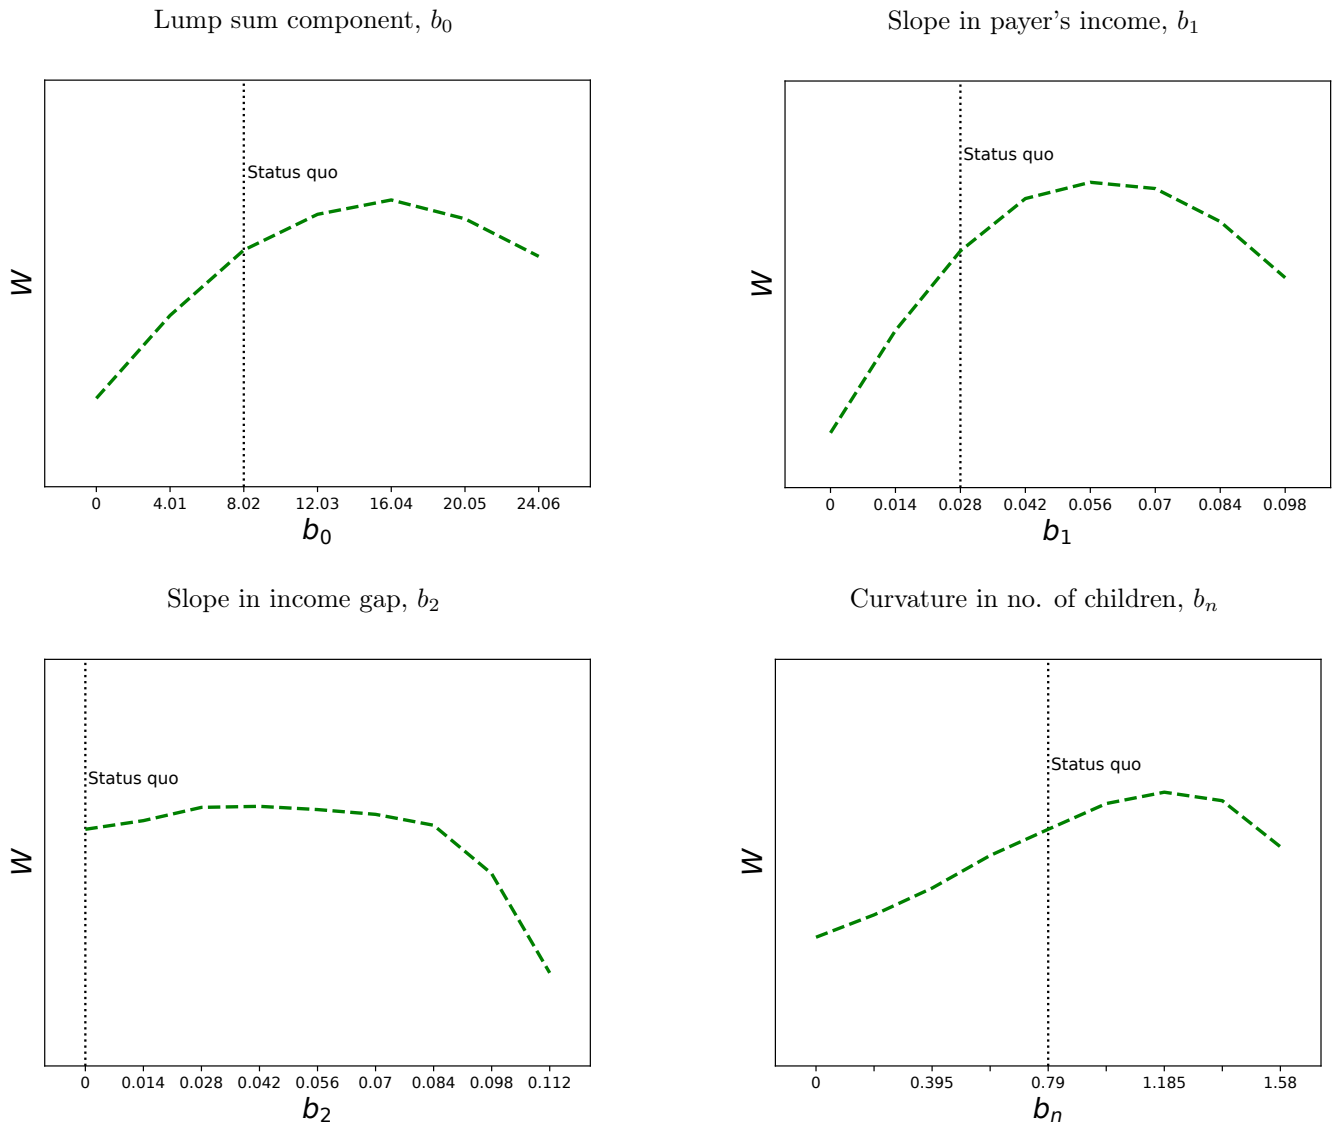 Lump sum component, b₀
Slope in payer's income, b₁
Status quo
W
0 4.01 8.02 12.03 16.04 20.05 24.06
b₀
Status quo
W
0 0.014 0.028 0.042 0.056 0.07 0.084 0.098
b₁
Slope in income gap, b₂
Curvature in no. of children, bₙ
Status quo
W
0 0.014 0.028 0.042 0.056 0.07 0.084 0.098 0.112
b₂
Status quo
W
0 0.395 0.79 1.185 1.58
bₙ